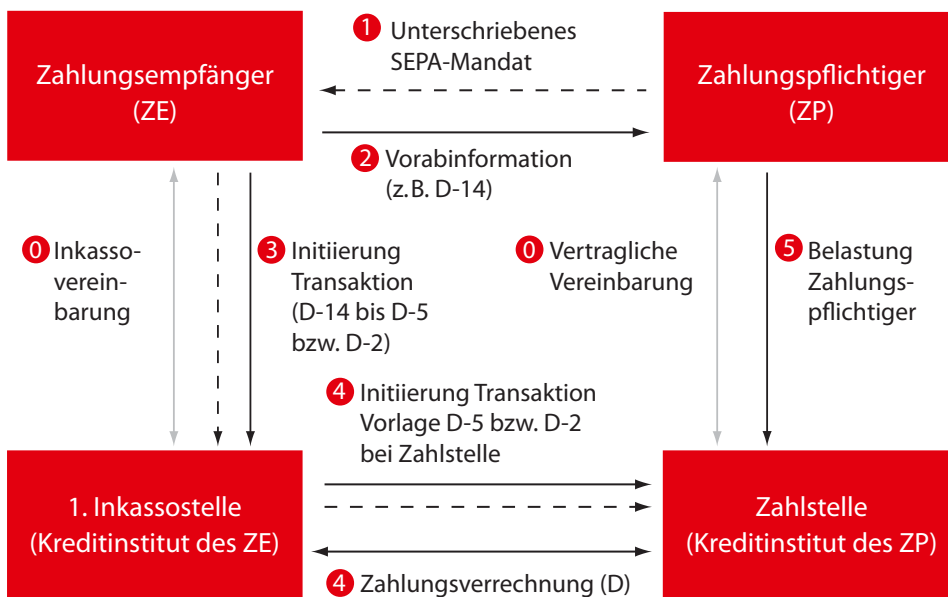 1 Unterschriebenes
SEPA-Mandat
Zahlungsempfänger
(ZE)
Zahlungspflichtiger
(ZP)
2 Vorabinformation
(z. B. D-14)
0 Inkasso-
verein-
barung
3 Initiierung
Transaktion
(D-14 bis D-5
bzw. D-2)
0 Vertragliche
Vereinbarung
5 Belastung
Zahlungs-
pflichtiger
4 Initiierung Transaktion
Vorlage D-5 bzw. D-2
bei Zahlstelle
1. Inkassostelle
(Kreditinstitut des ZE)
Zahlstelle
(Kreditinstitut des ZP)
4 Zahlungsverrechnung (D)